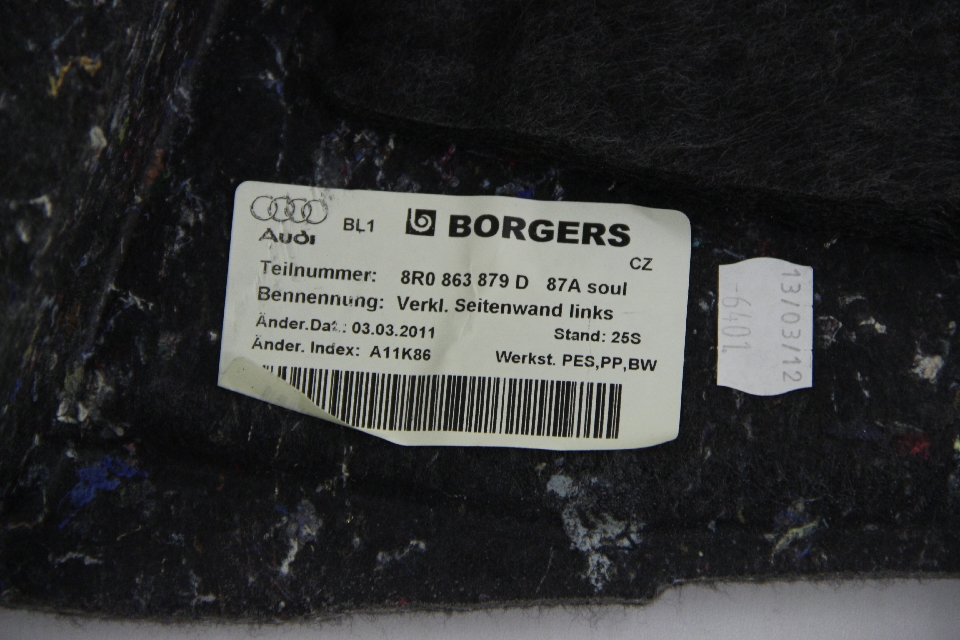 Audi BL1 BORGERS
CZ
Teilnummer: 8R0 863 879 D 87A soul
Bennennung: Verkl. Seitenwand links
Änder.Dat.: 03.03.2011 Stand: 25S
Änder. Index: A11K86 Werkst. PES,PP,BW
13/03/12
-6401